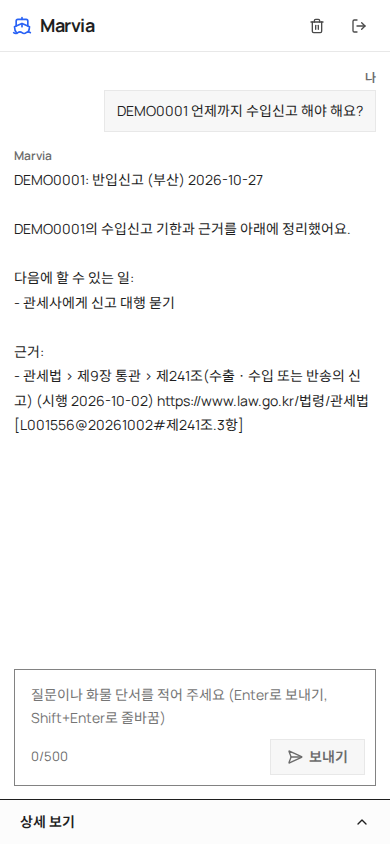 Marvia
나
DEMO0001 언제까지 수입신고 해야 해요?
Marvia
DEMO0001: 반입신고 (부산) 2026-10-27
DEMO0001의 수입신고 기한과 근거를 아래에 정리했어요.
다음에 할 수 있는 일:
- 관세사에게 신고 대행 묻기
근거:
- 관세법 > 제9장 통관 > 제241조(수출ㆍ수입 또는 반송의 신
고) (시행 2026-10-02) https://www.law.go.kr/법령/관세법
[L001556@20261002#제241조.3항]
질문이나 화물 단서를 적어 주세요 (Enter로 보내기,
Shift+Enter로 줄바꿈)
0/500
보내기
상세 보기